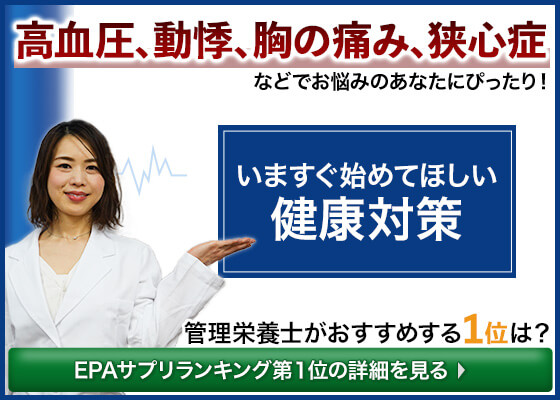 高血圧、動悸、胸の痛み、狭心症
などでお悩みのあなたにぴったり！
いますぐ始めてほしい
健康対策
管理栄養士がおすすめする1位は？
EPAサプリランキング第1位の詳細を見る